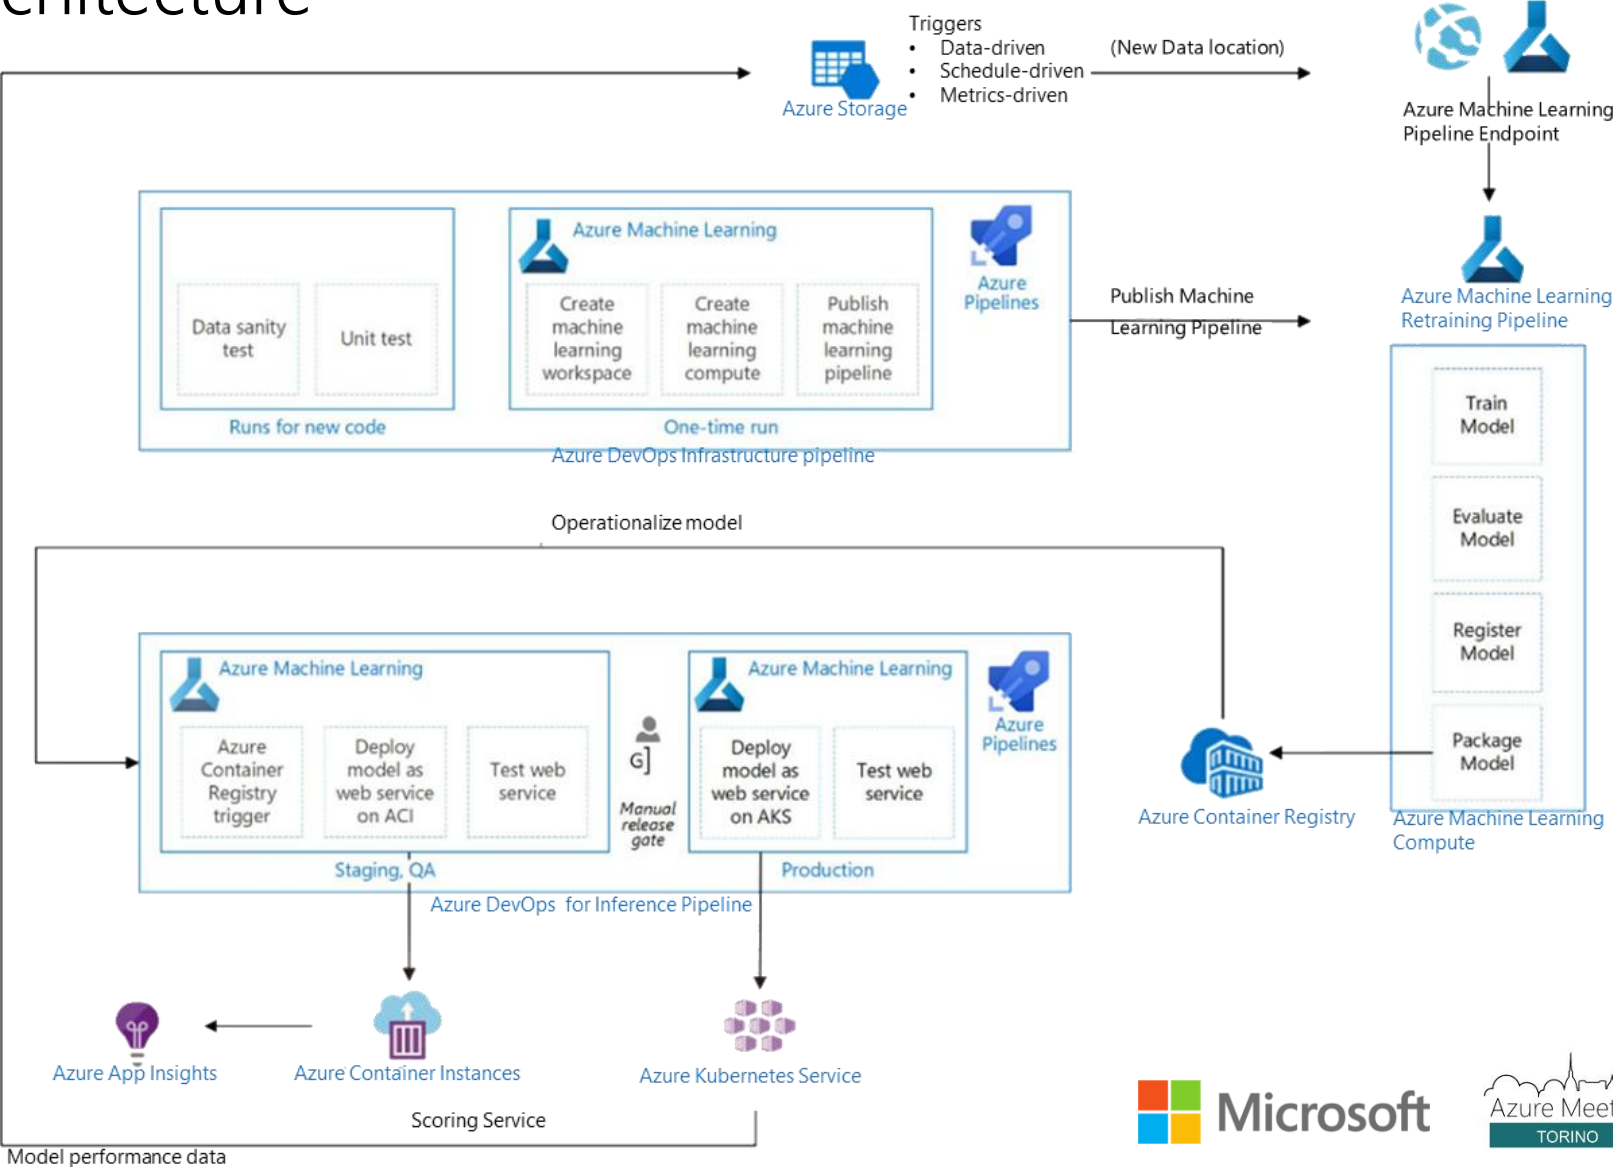 chitecture
Triggers
• Data-driven
• Schedule-driven
• Metrics-driven
(New Data location)
Azure Storage
Azure Machine Learning
Pipeline Endpoint
Azure Machine Learning
Data sanity
test
Unit test
Create
machine
learning
workspace
Create
machine
learning
compute
Publish
machine
learning
pipeline
Azure
Pipelines
Runs for new code
One-time run
Azure DevOps Infrastructure pipeline
Publish Machine
Learning Pipeline
Azure Machine Learning
Retraining Pipeline
Train
Model
Evaluate
Model
Register
Model
Package
Model
Azure Machine Learning
Compute
Azure Container Registry
Operationalize model
Azure Machine Learning
Azure
Container
Registry
trigger
Deploy
model as
web service
on ACI
Test web
service
Staging, QA
G]
Manual
release
gate
Azure Machine Learning
Deploy
model as
web service
on AKS
Test web
service
Production
Azure
Pipelines
Azure DevOps for Inference Pipeline
Azure App Insights
Azure Container Instances
Azure Kubernetes Service
Scoring Service
Model performance data
Microsoft
Azure Meet
TORINO